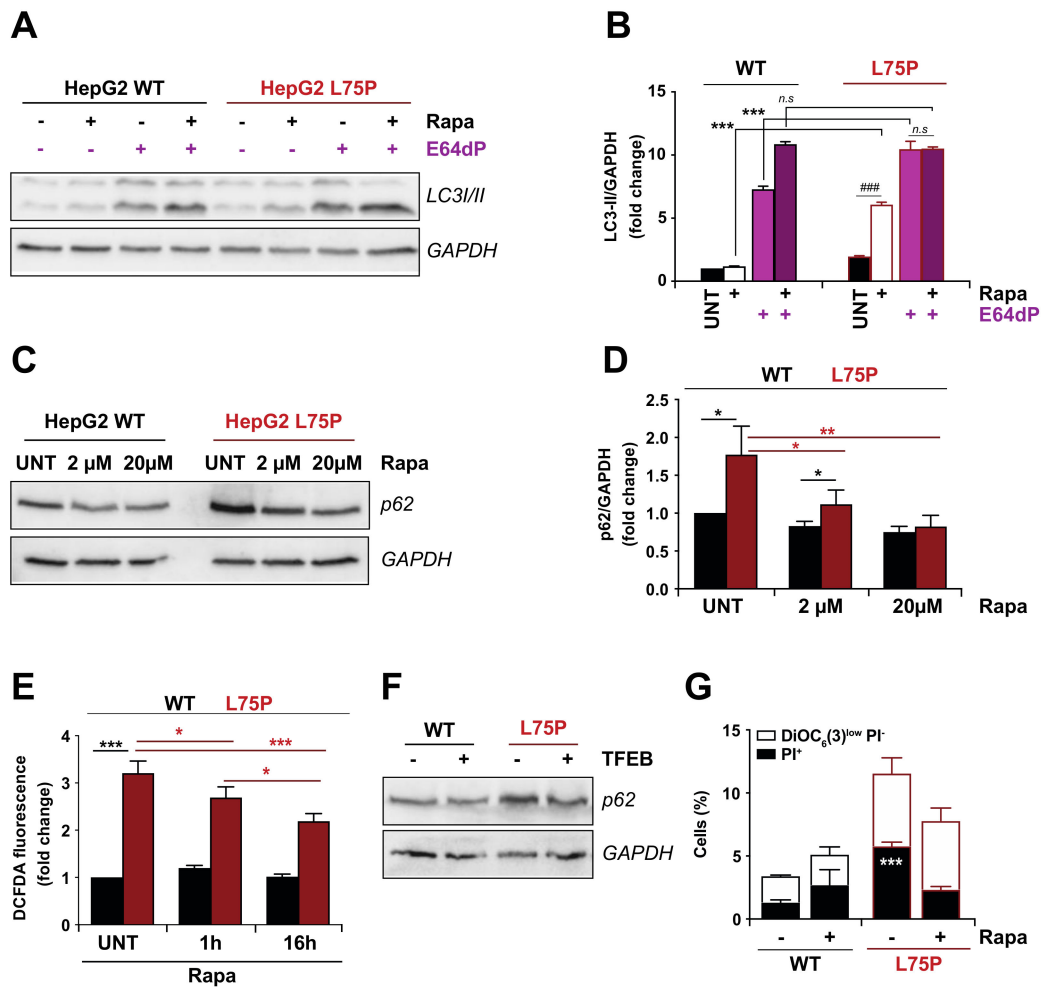 A
HepG2 WT HepG2 L75P
- + - + - + - + Rapa
- - + + - - + + E64dP
LC3I/II
GAPDH
B
WT L75P
15
10
5
0
LC3-II/GAPDH
(fold change)
n.s
***
***
n.s
###
UNT + + UNT + + Rapa
+ + + + E64dP
C
HepG2 WT HepG2 L75P
UNT 2 µM 20µM UNT 2 µM 20µM Rapa
p62
GAPDH
D
WT L75P
2.5
2.0
1.5
1.0
0.5
0.0
p62/GAPDH
(fold change)
*
**
*
*
UNT 2 µM 20µM Rapa
E
WT L75P
4
3
2
1
0
DCFDA fluorescence
(fold change)
***
*
***
*
UNT 1h 16h
Rapa
F
WT L75P
- + - + TFEB
p62
GAPDH
G
15
10
5
0
Cells (%)
DiOC6(3)low PI-
PI+
***
- + - + Rapa
WT L75P